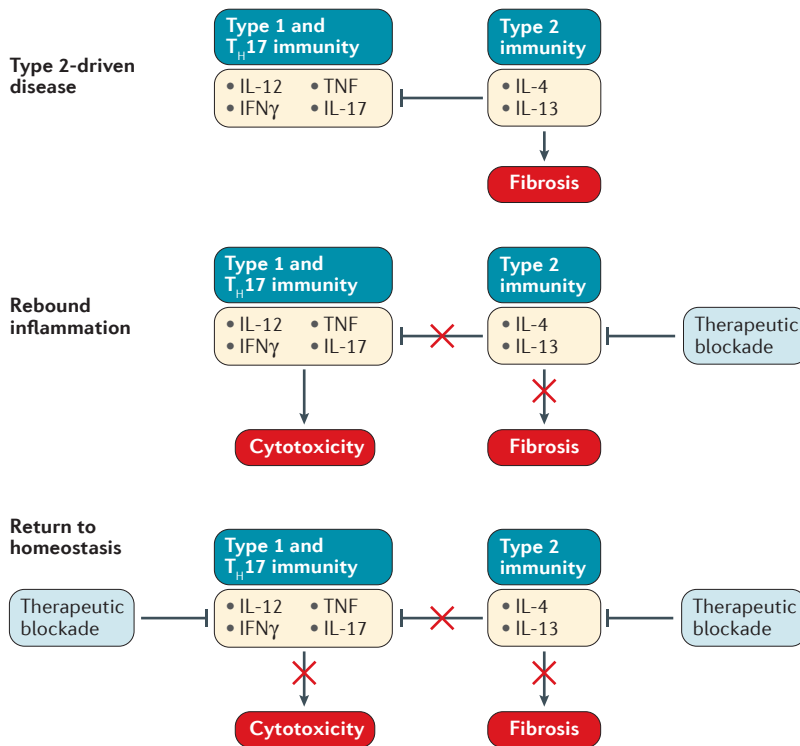 Type 2-driven
disease
Type 1 and
T_H17 immunity
• IL-12 • TNF
• IFNγ • IL-17
Type 2
immunity
• IL-4
• IL-13
Fibrosis
Rebound
inflammation
Type 1 and
T_H17 immunity
• IL-12 • TNF
• IFNγ • IL-17
Type 2
immunity
• IL-4
• IL-13
Therapeutic
blockade
Cytotoxicity
Fibrosis
Return to
homeostasis
Therapeutic
blockade
Type 1 and
T_H17 immunity
• IL-12 • TNF
• IFNγ • IL-17
Type 2
immunity
• IL-4
• IL-13
Therapeutic
blockade
Cytotoxicity
Fibrosis